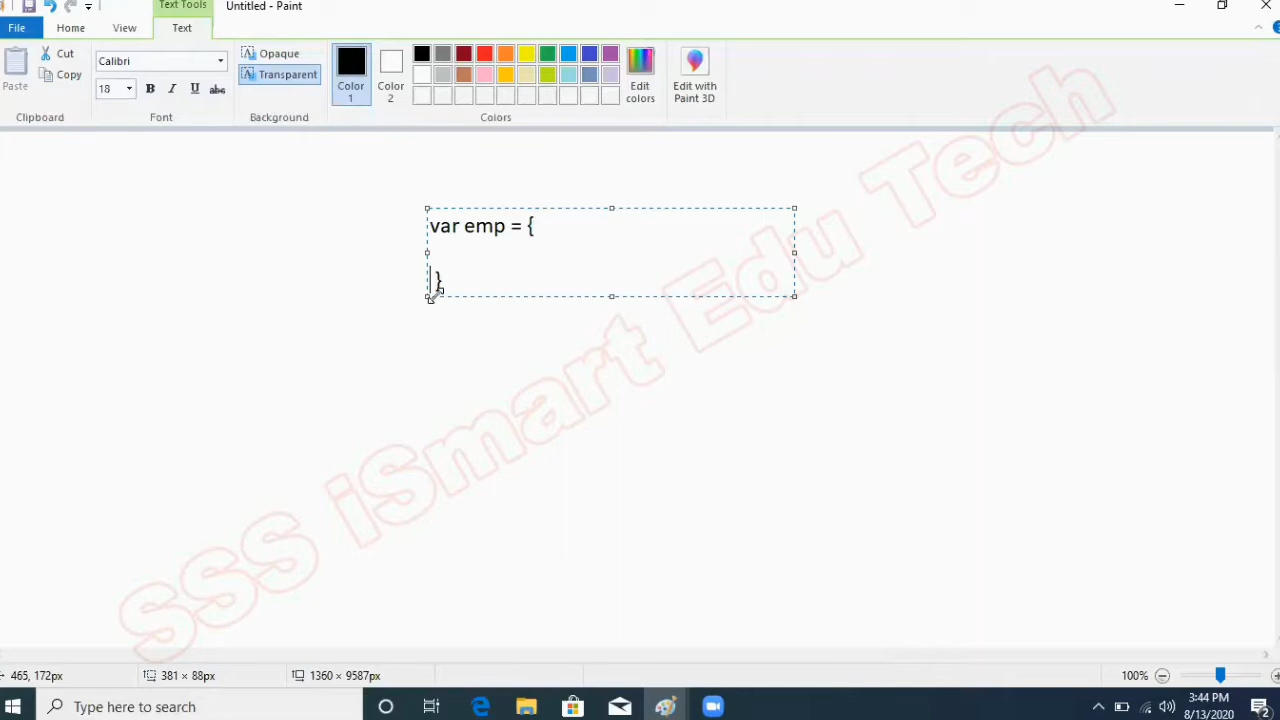 Text Tools
Untitled - Paint
File
Home
View
Text
Paste
Cut
Copy
Clipboard
Calibri
18
B
I
U
abc
Font
Opaque
Transparent
Background
Color 1
Color 2
Edit colors
Colors
Edit with Paint 3D
var emp = {
}
SSS iSmart Edu Tech
465, 172px
381 × 88px
1360 × 9587px
100%
Type here to search
3:44 PM
8/13/2020
2